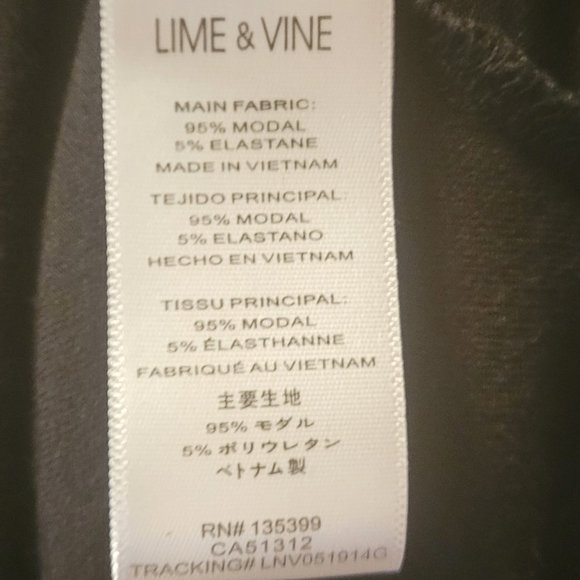 LIME & VINE
MAIN FABRIC:
95% MODAL
5% ELASTANE
MADE IN VIETNAM
TEJIDO PRINCIPAL:
95% MODAL
5% ELASTANO
HECHO EN VIETNAM
TISSU PRINCIPAL:
95% MODAL
5% ÉLASTHANNE
FABRIQUÉ AU VIETNAM
主要生地
95% モダル
5% ポリウレタン
ベトナム製
RN# 135399
CA51312
TRACKING# LNV051914G